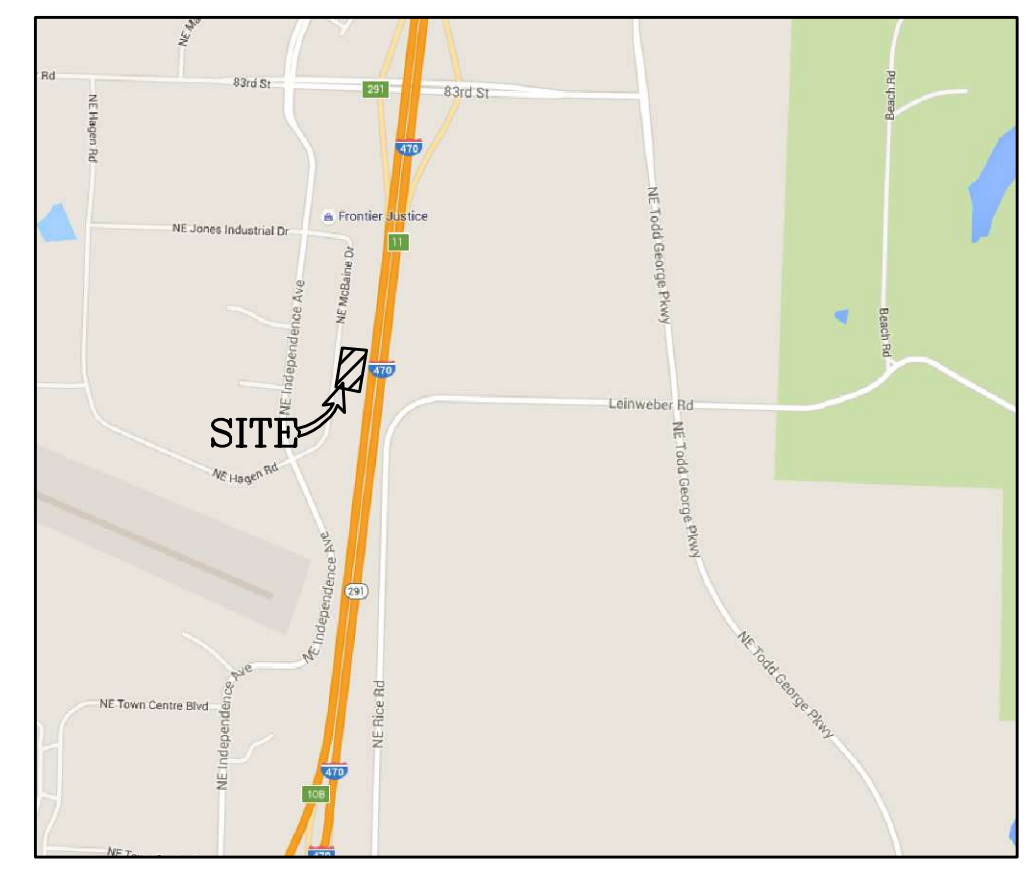 Rd
83rd St
291
83rd St
Beach Rd
NE Hagen Rd
470
NE Jones Industrial Dr
Frontier Justice
11
NE Todd George Pkwy
NE McBaine Dr
NE Independence Ave
Beach Rd
470
Leinweber Rd
SITE
NE Hagen Rd
NE Todd George Pkwy
NE Independence Ave
291
NE Independence Ave
NE Todd George Pkwy
NE Town Centre Blvd
NE Rice Rd
470
10B
470